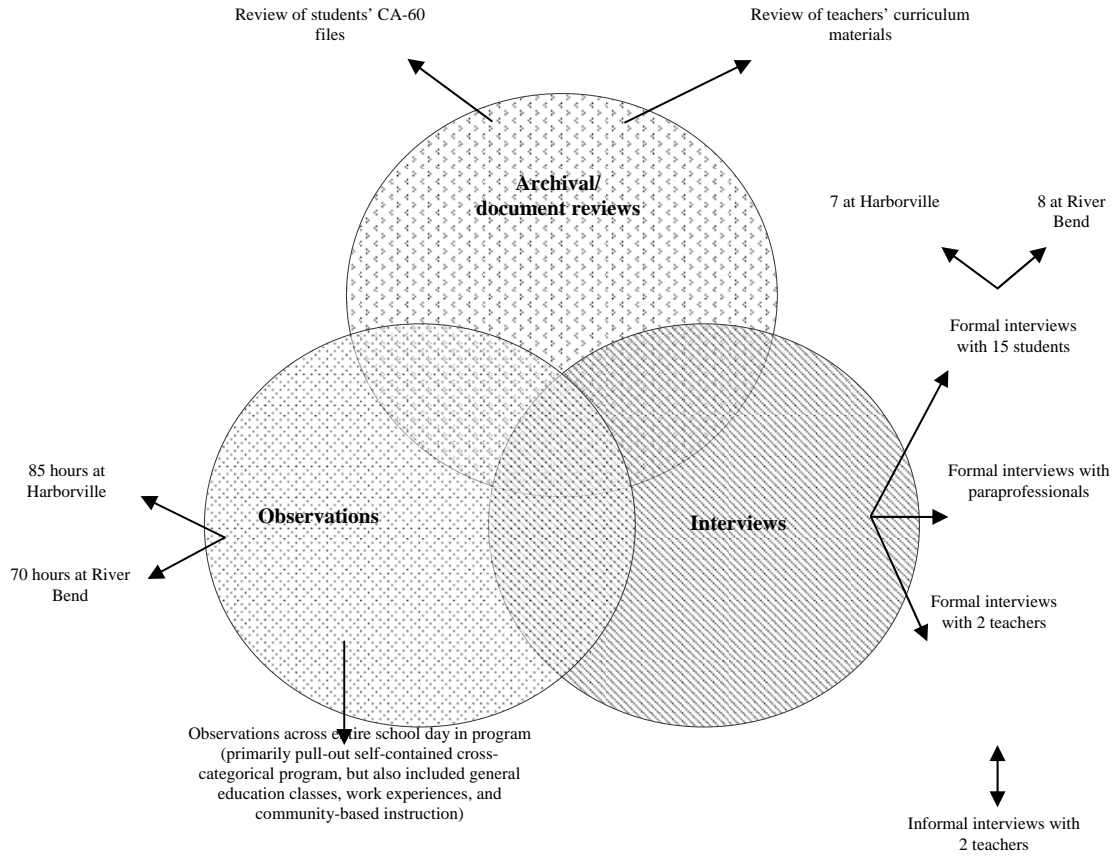 Review of students’ CA-60
files
Review of teachers’ curriculum
materials
Archival/
document reviews
7 at Harborville
8 at River
Bend
Formal interviews
with 15 students
85 hours at
Harborville
Formal interviews with
paraprofessionals
Observations
Interviews
70 hours at River
Bend
Formal interviews
with 2 teachers
Observations across entire school day in program
(primarily pull-out self-contained cross-
categorical program, but also included general
education classes, work experiences, and
community-based instruction)
Informal interviews with
2 teachers